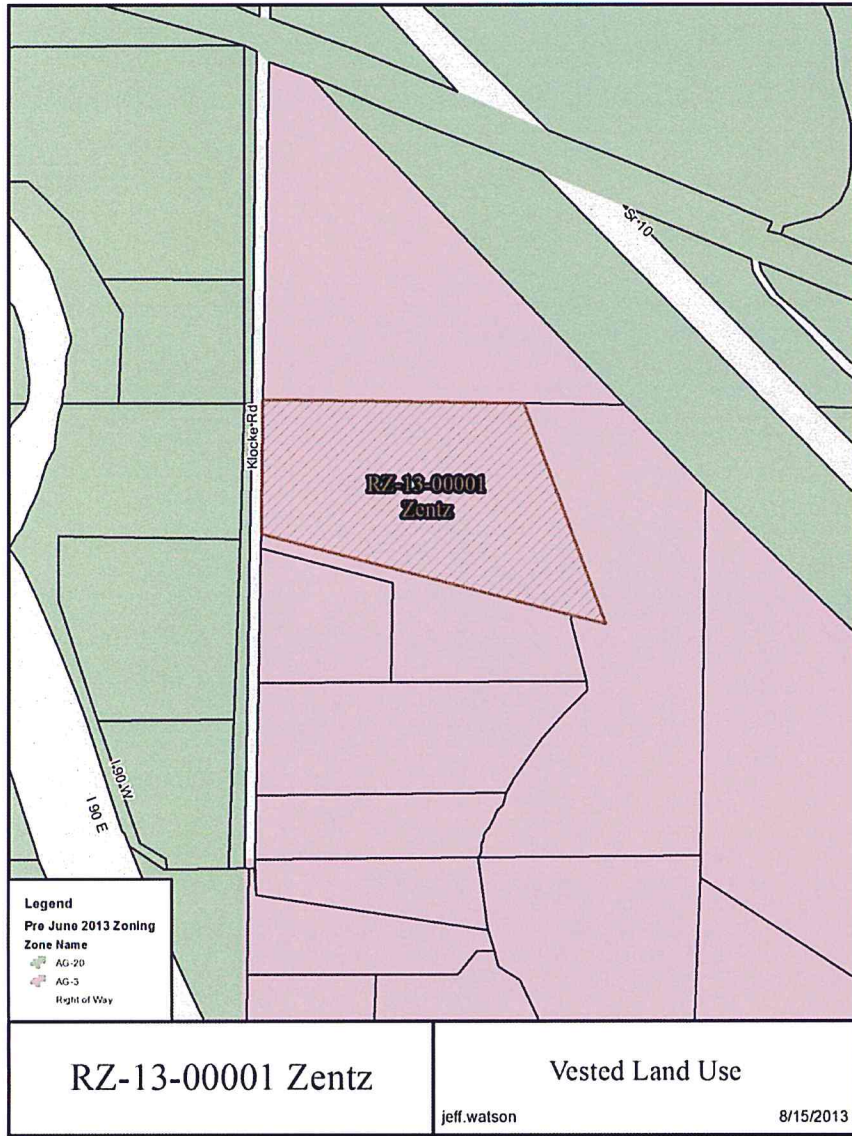 Sr 10
Klocke Rd
RZ-13-00001
Zentz
I 90 W
I 90 E
Legend
Pre June 2013 Zoning
Zone Name
AG-20
AG-3
Right of Way
RZ-13-00001 Zentz
Vested Land Use
jeff.watson
8/15/2013